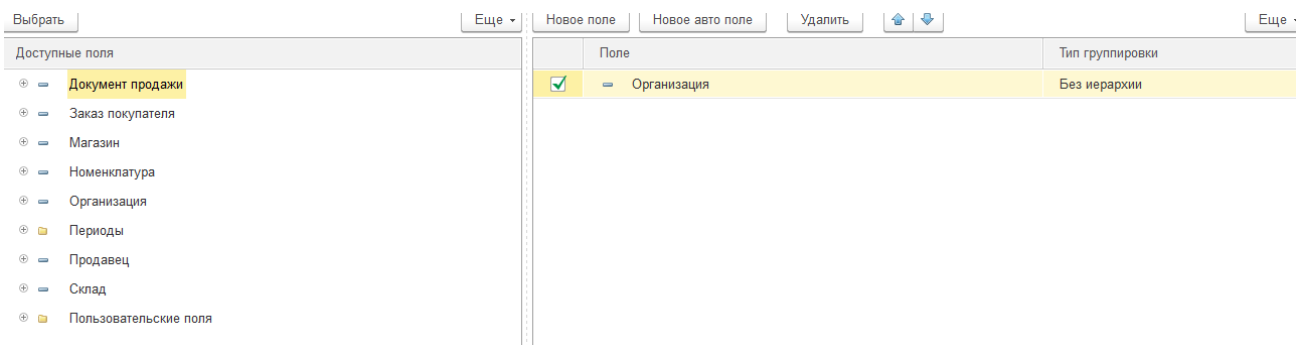 Выбрать Еще Новое поле Новое авто поле Удалить Еще
Доступные поля Поле Тип группировки
Документ продажи Организация Без иерархии
Заказ покупателя
Магазин
Номенклатура
Организация
Периоды
Продавец
Склад
Пользовательские поля